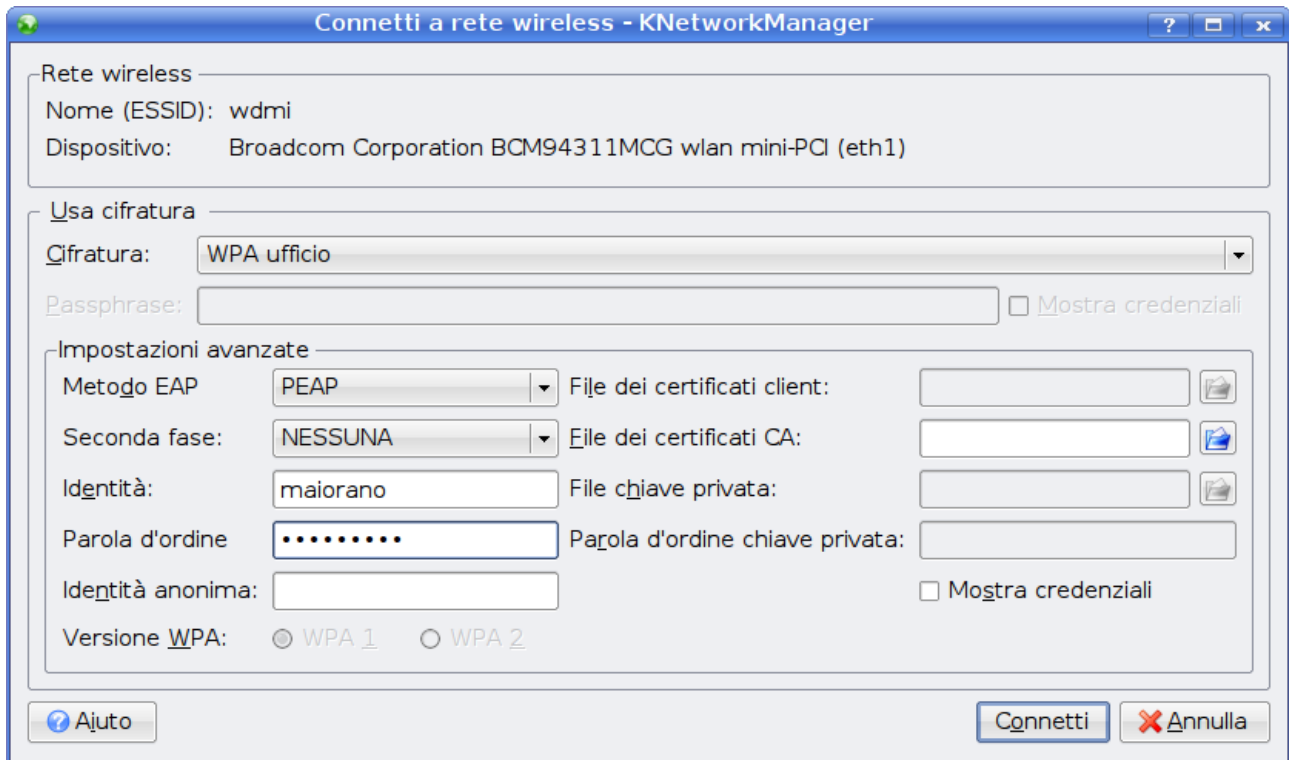 Connetti a rete wireless - KNetworkManager
Rete wireless
Nome (ESSID): wdmi
Dispositivo: Broadcom Corporation BCM94311MCG wlan mini-PCI (eth1)
Usa cifratura
Cifratura: WPA ufficio
Passphrase: Mostra credenziali
Impostazioni avanzate
Metodo EAP PEAP File dei certificati client:
Seconda fase: NESSUNA File dei certificati CA:
Identità: maiorano File chiave privata:
Parola d'ordine ••••••••• Parola d'ordine chiave privata:
Identità anonima: Mostra credenziali
Versione WPA: WPA 1 WPA 2
Aiuto Connetti Annulla